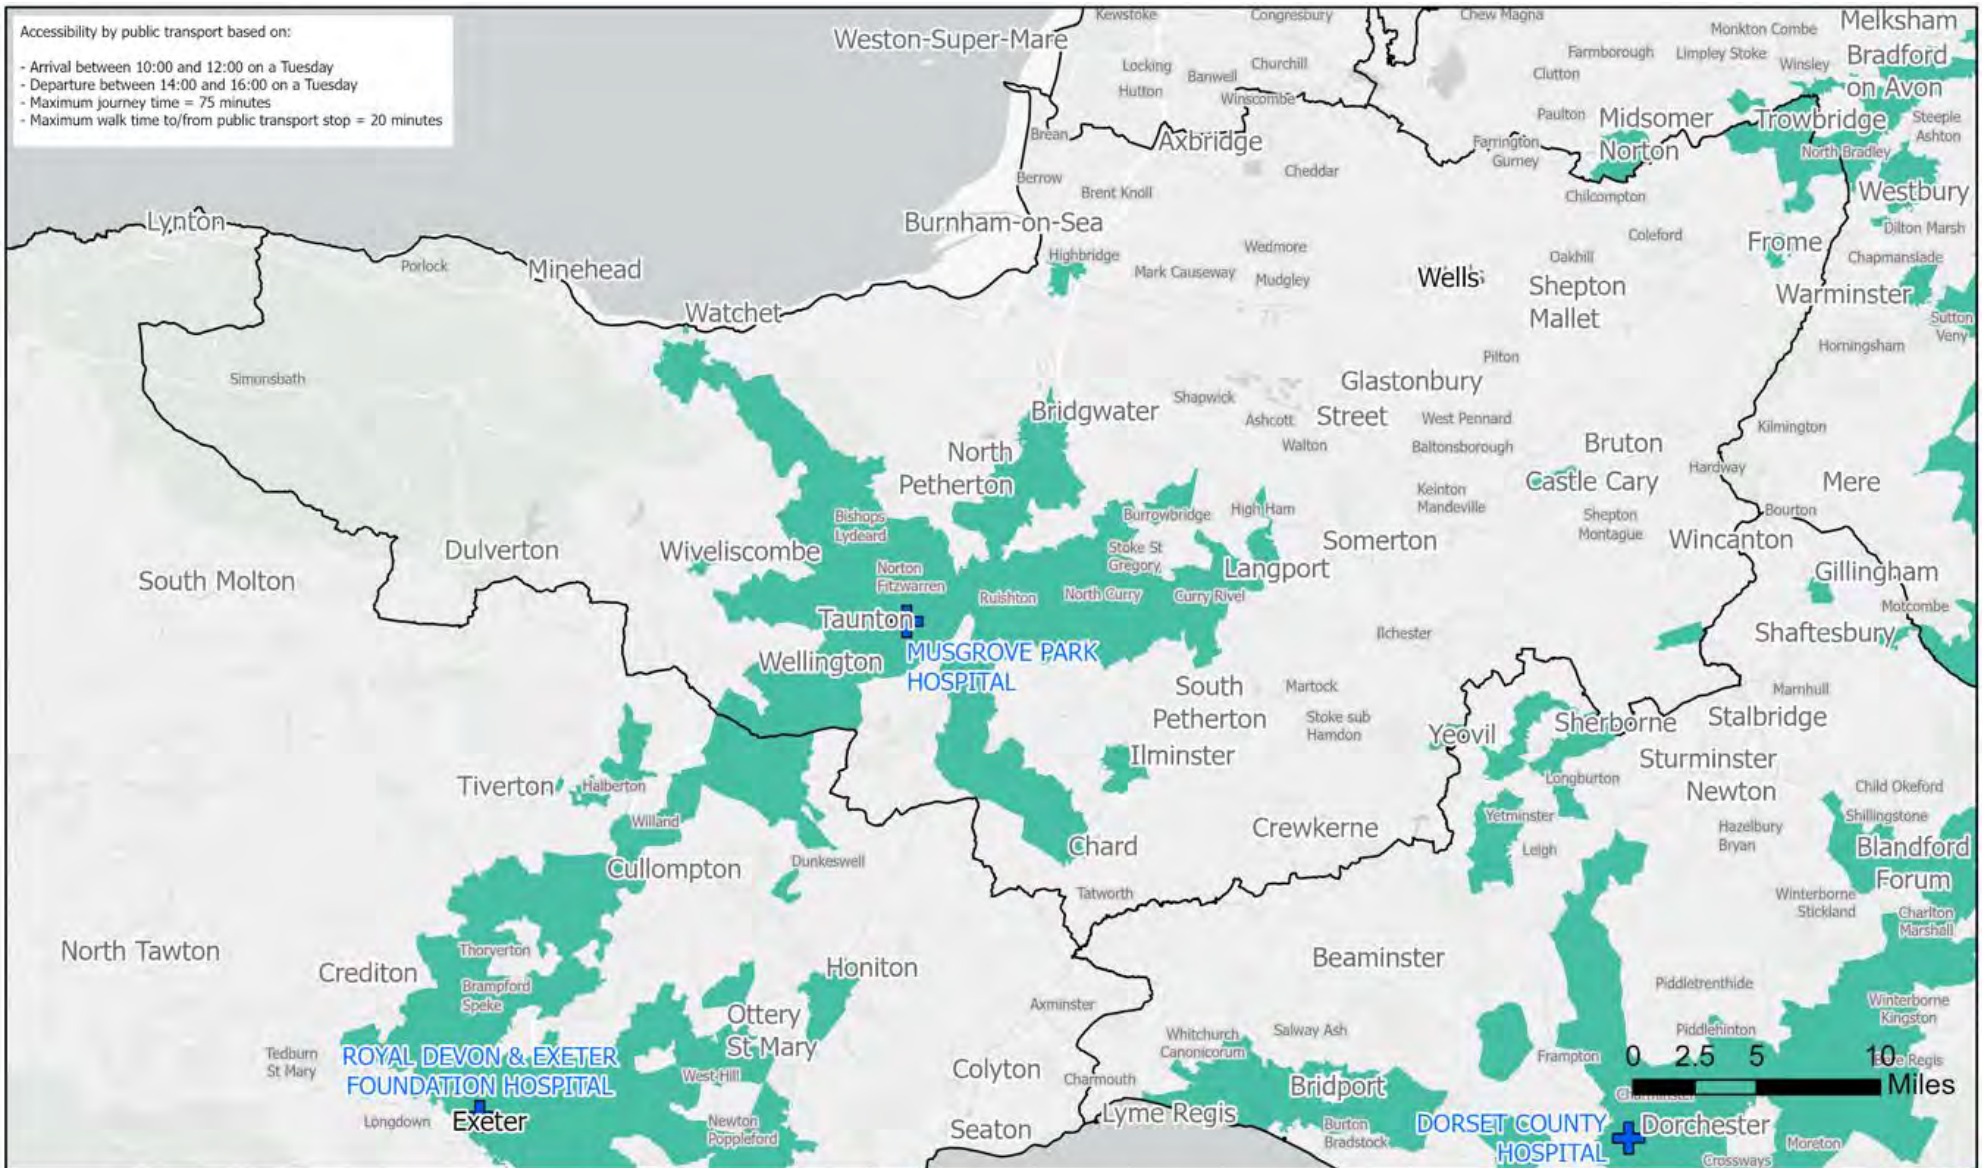 Accessibility by public transport based on:
- Arrival between 10:00 and 12:00 on a Tuesday
- Departure between 14:00 and 16:00 on a Tuesday
- Maximum journey time = 75 minutes
- Maximum walk time to/from public transport stop = 20 minutes
Kewstoke
Congresbury
Chew Magna
Monkton Combe
Melksham
Weston-Super-Mare
Farmborough
Limpley Stoke
Winsley
Bradford
on Avon
Locking
Banwell
Churchill
Clutton
Hutton
Winscombe
Paulton
Midsomer
Norton
Trowbridge
Steeple
Ashton
Brean
Axbridge
Farrington
Gurney
North Bradley
Berrow
Brent Knoll
Cheddar
Chilcompton
Westbury
Lynton
Burnham-on-Sea
Coleford
Frome
Dilton Marsh
Highbridge
Wedmore
Oakhill
Chapmanslade
Porlock
Minehead
Mark Causeway
Mudgley
Wells
Shepton
Mallet
Warminster
Watchet
Sutton
Veny
Horningsham
Simonsbath
Pilton
Glastonbury
Bridgwater
Shapwick
Ashcott
Street
West Pennard
Kilmington
North
Petherton
Walton
Baltonsborough
Bruton
Hardway
Castle Cary
Mere
Keinton
Mandeville
Bishops
Lydeard
Burrowbridge
High Ham
Shepton
Montague
Bourton
Dulverton
Wiveliscombe
Stoke St
Gregory
Somerton
Wincanton
South Molton
Norton
Fitzwarren
Langport
Gillingham
Ruishton
North Curry
Curry Rivel
Motcombe
Taunton
Ilchester
Shaftesbury
MUSGROVE PARK
HOSPITAL
Wellington
South
Petherton
Martock
Marnhull
Stoke sub
Hamdon
Yeovil
Sherborne
Stalbridge
Ilminster
Sturminster
Newton
Tiverton
Halberton
Longburton
Child Okeford
Willand
Yetminster
Shillingstone
Crewkerne
Hazelbury
Bryan
Chard
Leigh
Blandford
Forum
Cullompton
Dunkeswell
Tatworth
Winterborne
Stickland
Charlton
Marshall
North Tawton
Thorverton
Crediton
Honiton
Beaminster
Brampford
Speke
Axminster
Piddletrenthide
Winterborne
Kingston
Ottery
St Mary
Whitchurch
Canonicorum
Salway Ash
Piddlehinton
Tedburn
St Mary
ROYAL DEVON & EXETER
FOUNDATION HOSPITAL
West Hill
Colyton
Charmouth
Bridport
Frampton
0 2.5 5 10
Miles
Bere Regis
Charminster
Longdown
Exeter
Newton
Poppleford
Seaton
Lyme Regis
Burton
Bradstock
DORSET COUNTY
HOSPITAL
Dorchester
Moreton
Crossways